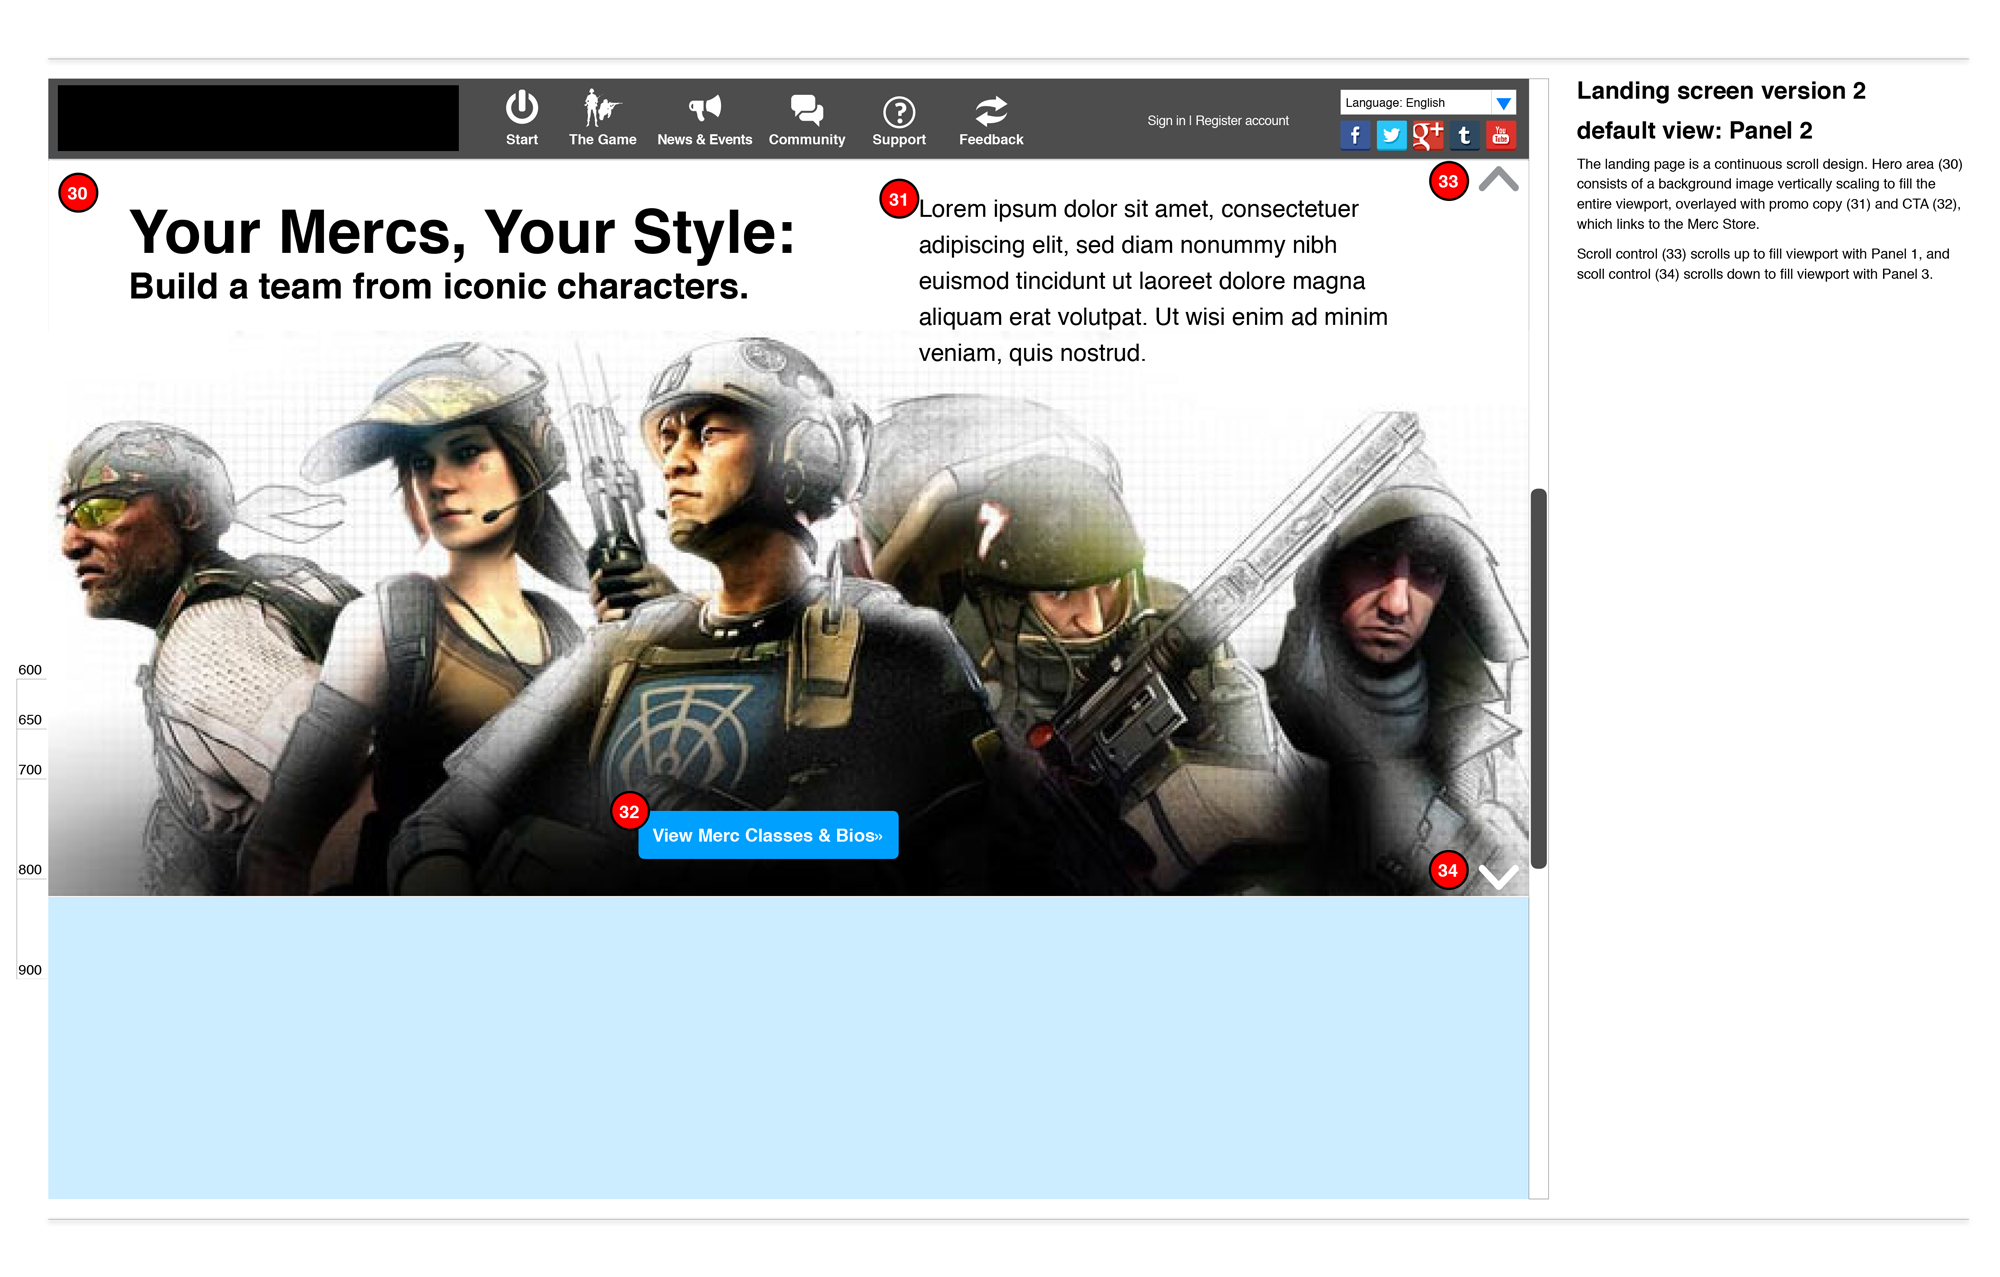 Start
The Game
News & Events
Community
Support
Feedback
Sign in | Register account
Language: English
f
g+
t
You
Tube
30
Your Mercs, Your Style:
Build a team from iconic characters.
31
Lorem ipsum dolor sit amet, consectetuer
adipiscing elit, sed diam nonummy nibh
euismod tincidunt ut laoreet dolore magna
aliquam erat volutpat. Ut wisi enim ad minim
veniam, quis nostrud.
33
7
32
View Merc Classes & Bios»
34
600
650
700
800
900
Landing screen version 2
default view: Panel 2
The landing page is a continuous scroll design. Hero area (30)
consists of a background image vertically scaling to fill the
entire viewport, overlayed with promo copy (31) and CTA (32),
which links to the Merc Store.
Scroll control (33) scrolls up to fill viewport with Panel 1, and
scoll control (34) scrolls down to fill viewport with Panel 3.